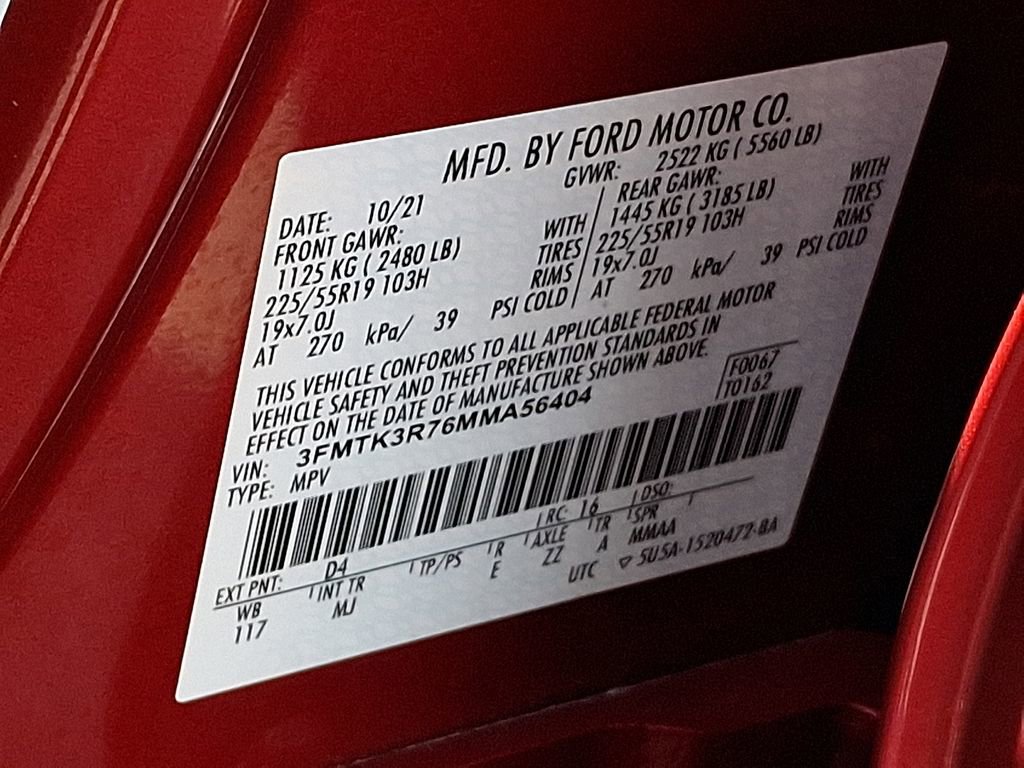 MFD. BY FORD MOTOR CO.
DATE: 10/21
GVWR: 2522 KG ( 5560 LB)
FRONT GAWR:
1125 KG ( 2480 LB)
WITH
225/55R19 103H
TIRES
19x7.0J
RIMS
AT 270 kPa/ 39 PSI COLD
REAR GAWR:
1445 KG ( 3185 LB)
WITH
225/55R19 103H
TIRES
19x7.0J
RIMS
AT 270 kPa/ 39 PSI COLD
THIS VEHICLE CONFORMS TO ALL APPLICABLE FEDERAL MOTOR
VEHICLE SAFETY AND THEFT PREVENTION STANDARDS IN
EFFECT ON THE DATE OF MANUFACTURE SHOWN ABOVE.
F0067
T0162
VIN: 3FMTK3R76MMA56404
TYPE: MPV
EXT PNT: D4 RC: 16 DSO:
WB INT TR TP/PS R AXLE TR SPR
117 MJ E ZZ A MMAA
UTC ▽ 5U5A-1520472-BA